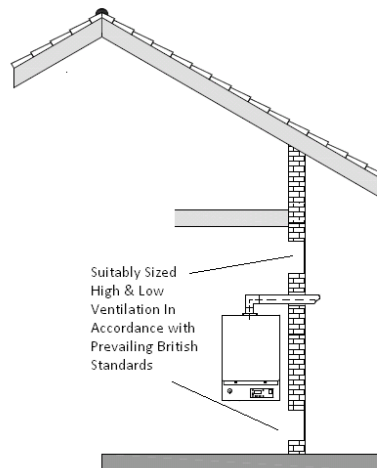 Suitably Sized
High & Low
Ventilation In
Accordance with
Prevailing British
Standards